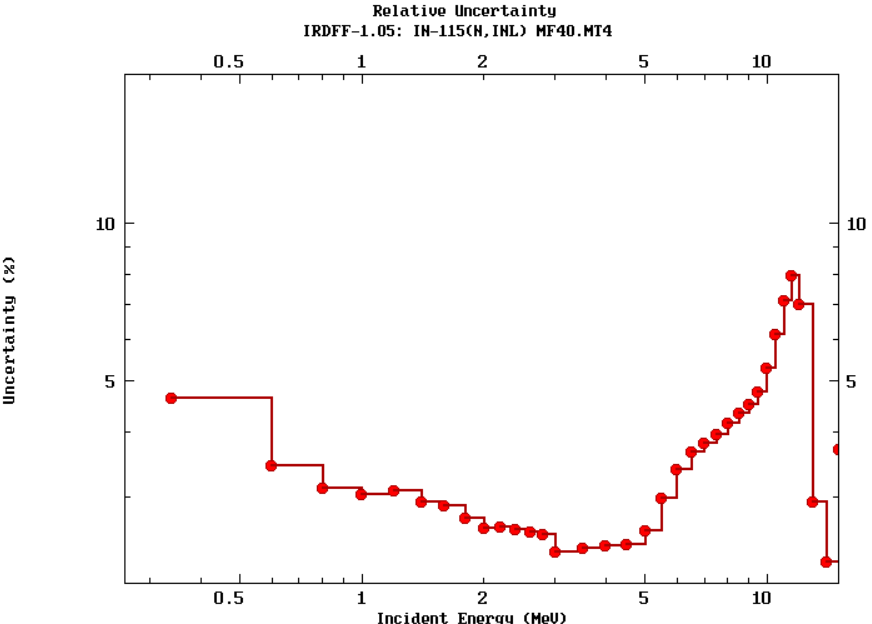 Relative Uncertainty
IRDFF-1.05: IN-115(N,INL) MF40.MT4
0.5 1 2 5 10
10 10
Uncertainty (%)
5 5
0.5 1 2 5 10
Incident Energy (MeV)